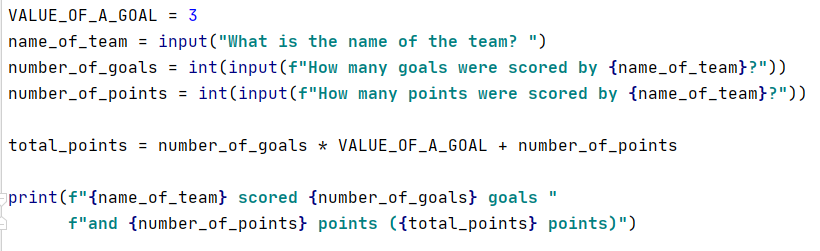 VALUE_OF_A_GOAL = 3
name_of_team = input("What is the name of the team? ")
number_of_goals = int(input(f"How many goals were scored by {name_of_team}?"))
number_of_points = int(input(f"How many points were scored by {name_of_team}?"))
total_points = number_of_goals * VALUE_OF_A_GOAL + number_of_points
print(f"{name_of_team} scored {number_of_goals} goals "
f"and {number_of_points} points ({total_points} points)")